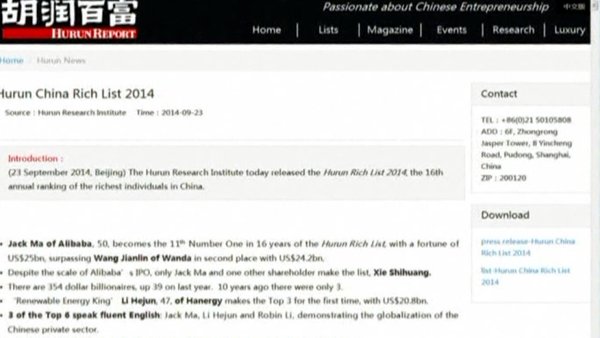 胡润百富
HURUN REPORT
Passionate about Chinese Entrepreneurship
中文版
Home | Lists | Magazine | Events | Research | Luxury
Home / Hurun News
Hurun China Rich List 2014
Source : Hurun Research Institute Time : 2014-09-23
Introduction :
(23 September 2014, Beijing) The Hurun Research Institute today released the Hurun Rich List 2014, the 16th
annual ranking of the richest individuals in China.
• Jack Ma of Alibaba, 50, becomes the 11th Number One in 16 years of the Hurun Rich List, with a fortune of
US$25bn, surpassing Wang Jianlin of Wanda in second place with US$24.2bn.
• Despite the scale of Alibaba's IPO, only Jack Ma and one other shareholder make the list, Xie Shihuang.
• There are 354 dollar billionaires, up 39 on last year. 10 years ago there were only 3.
• 'Renewable Energy King' Li Hejun, 47, of Hanergy makes the Top 3 for the first time, with US$20.8bn.
• 3 of the Top 6 speak fluent English: Jack Ma, Li Hejun and Robin Li, demonstrating the globalization of the
Chinese private sector.
Contact
TEL : +86(0)21 50105808
ADD : 6F, Zhongrong
Jasper Tower, 8 Yincheng
Road, Pudong, Shanghai,
China
ZIP : 200120
Download
press release-Hurun China
Rich List 2014
list-Hurun China Rich List
2014